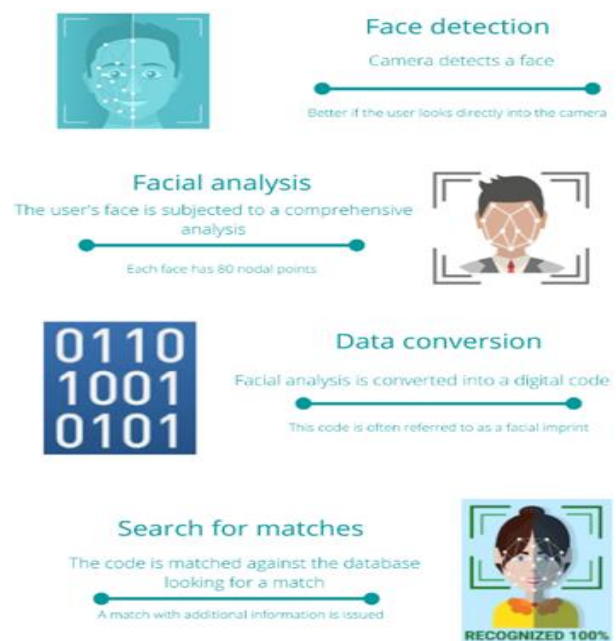 Face detection
Camera detects a face
Better if the user looks directly into the camera
Facial analysis
The user's face is subjected to a comprehensive
analysis
Each face has 80 nodal points
0110
1001
0101
Data conversion
Facial analysis is converted into a digital code
This code is often referred to as a facial imprint
Search for matches
The code is matched against the database
looking for a match
A match with additional information is issued
RECOGNIZED 100%